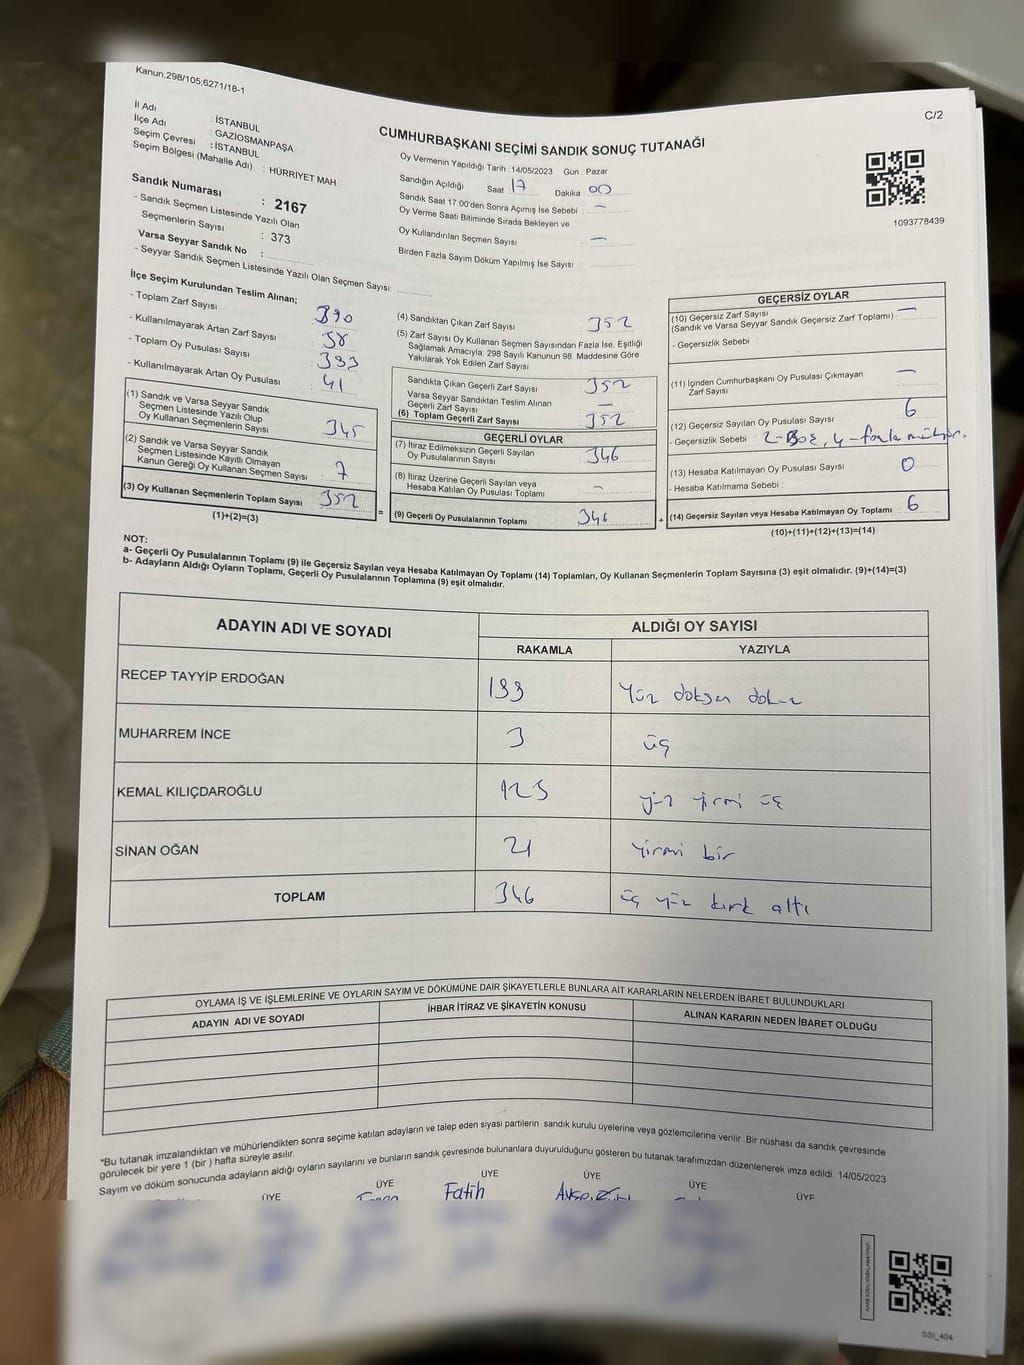 Kanun;298/105;6271/18-1
C/2
İl Adı : İSTANBUL
İlçe Adı : GAZİOSMANPAŞA
Seçim Çevresi : İSTANBUL
Seçim Bölgesi (Mahalle Adı) : HÜRRİYET MAH.
CUMHURBAŞKANI SEÇİMİ SANDIK SONUÇ TUTANAĞI
Oy Vermenin Yapıldığı Tarih : 14/05/2023 Gün : Pazar
Sandığın Açıldığı Saat 17 Dakika : 00
Sandık Saat 17:00'den Sonra Açılmış İse Sebebi : -
Oy Verme Saati Bitiminde Sırada Bekleyen ve
Oy Kullandırılan Seçmen Sayısı : -
Birden Fazla Sayım Döküm Yapılmış İse Sayısı :
1093778439
Sandık Numarası : 2167
- Sandık Seçmen Listesinde Yazılı Olan
Seçmenlerin Sayısı : 373
Varsa Seyyar Sandık No :
- Seyyar Sandık Seçmen Listesinde Yazılı Olan Seçmen Sayısı:
İlçe Seçim Kurulundan Teslim Alınan;
- Toplam Zarf Sayısı : 390
- Kullanılmayarak Artan Zarf Sayısı : 38
- Toplam Oy Pusulası Sayısı : 393
- Kullanılmayarak Artan Oy Pusulası : 41
(1) Sandık ve Varsa Seyyar Sandık
Seçmen Listesinde Yazılı Olup
Oy Kullanan Seçmenlerin Sayısı 345
(2) Sandık ve Varsa Seyyar Sandık
Seçmen Listesinde Kayıtlı Olmayan
Kanun Gereği Oy Kullanan Seçmen Sayısı : 7
(3) Oy Kullanan Seçmenlerin Toplam Sayısı 352
(1)+(2)=(3)
=
(4) Sandıktan Çıkan Zarf Sayısı : 352
(5) Zarf Sayısı Oy Kullanan Seçmen Sayısından Fazla İse, Eşitliği
Sağlamak Amacıyla; 298 Sayılı Kanunun 98. Maddesine Göre
Yakılarak Yok Edilen Zarf Sayısı
Sandıkta Çıkan Geçerli Zarf Sayısı : 352
Varsa Seyyar Sandıktan Teslim Alınan
Geçerli Zarf Sayısı : -
(6) Toplam Geçerli Zarf Sayısı : 352
GEÇERLİ OYLAR
(7) İtiraz Edilmeksizin Geçerli Sayılan
Oy Pusulalarının Sayısı : 346
(8) İtiraz Üzerine Geçerli Sayılan veya
Hesaba Katılan Oy Pusulası Toplamı : -
(9) Geçerli Oy Pusulalarının Toplamı 346
+
GEÇERSİZ OYLAR
(10) Geçersiz Zarf Sayısı : -
(Sandık ve Varsa Seyyar Sandık Geçersiz Zarf Toplamı)
- Geçersizlik Sebebi :
(11) İçinden Cumhurbaşkanı Oy Pusulası Çıkmayan
Zarf Sayısı : -
(12) Geçersiz Sayılan Oy Pusulası Sayısı : 6
- Geçersizlik Sebebi : 2-Boş, 4-fazla mühür.
(13) Hesaba Katılmayan Oy Pusulası Sayısı : 0
- Hesaba Katılmama Sebebi :
(14) Geçersiz Sayılan veya Hesaba Katılmayan Oy Toplamı : 6
(10)+(11)+(12)+(13)=(14)
NOT:
a- Geçerli Oy Pusulalarının Toplamı (9) ile Geçersiz Sayılan veya Hesaba Katılmayan Oy Toplamı (14) Toplamları, Oy Kullanan Seçmenlerin Toplam Sayısına (3) eşit olmalıdır. (9)+(14)=(3)
b- Adayların Aldığı Oyların Toplamı, Geçerli Oy Pusulalarının Toplamına (9) eşit olmalıdır.
ADAYIN ADI VE SOYADI ALDIĞI OY SAYISI
RAKAMLA YAZIYLA
RECEP TAYYİP ERDOĞAN 199 Yüz doksan dokuz
MUHARREM İNCE 3 üç
KEMAL KILIÇDAROĞLU 123 yüz yirmi üç
SİNAN OĞAN 21 Yirmi bir
TOPLAM 346 üç yüz kırk altı
OYLAMA İŞ VE İŞLEMLERİNE VE OYLARIN SAYIM VE DÖKÜMÜNE DAİR ŞİKAYETLERLE BUNLARA AİT KARARLARIN NELERDEN İBARET BULUNDUKLARI
ADAYIN ADI VE SOYADI İHBAR İTİRAZ VE ŞİKAYETİN KONUSU ALINAN KARARIN NEDEN İBARET OLDUĞU
*Bu tutanak imzalandıktan ve mühürlendikten sonra seçime katılan adayların ve talep eden siyasi partilerin sandık kurulu üyelerine veya gözlemcilerine verilir. Bir nüshası da sandık çevresinde
görülecek bir yere 1 (bir ) hafta süreyle asılır.
Sayım ve döküm sonucunda adayların aldığı oyların sayılarını ve bunların sandık çevresinde bulunanlara duyurulduğunu gösteren bu tutanak tarafımızdan düzenlenerek imza edildi. 14/05/2023
ÜYE ÜYE ÜYE ÜYE ÜYE ÜYE
Fatih